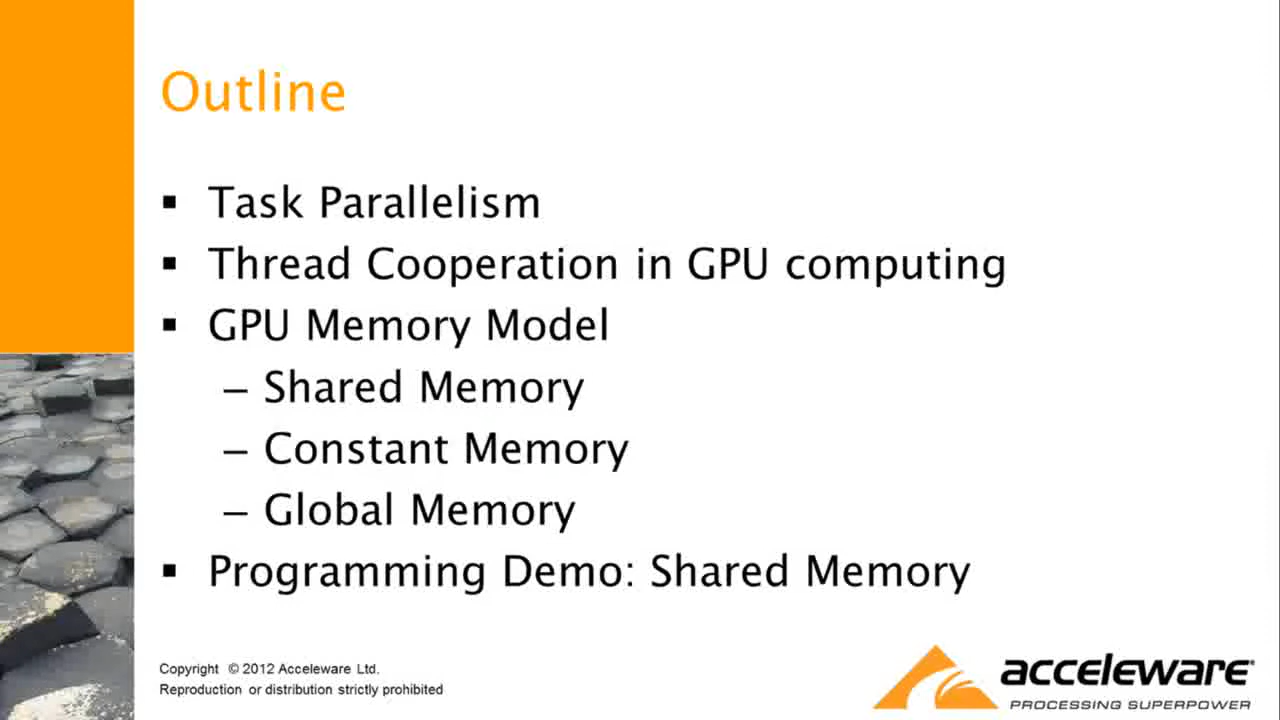 Outline
▪ Task Parallelism
▪ Thread Cooperation in GPU computing
▪ GPU Memory Model
– Shared Memory
– Constant Memory
– Global Memory
▪ Programming Demo: Shared Memory
Copyright © 2012 Acceleware Ltd.
Reproduction or distribution strictly prohibited
acceleware®
PROCESSING SUPERPOWER